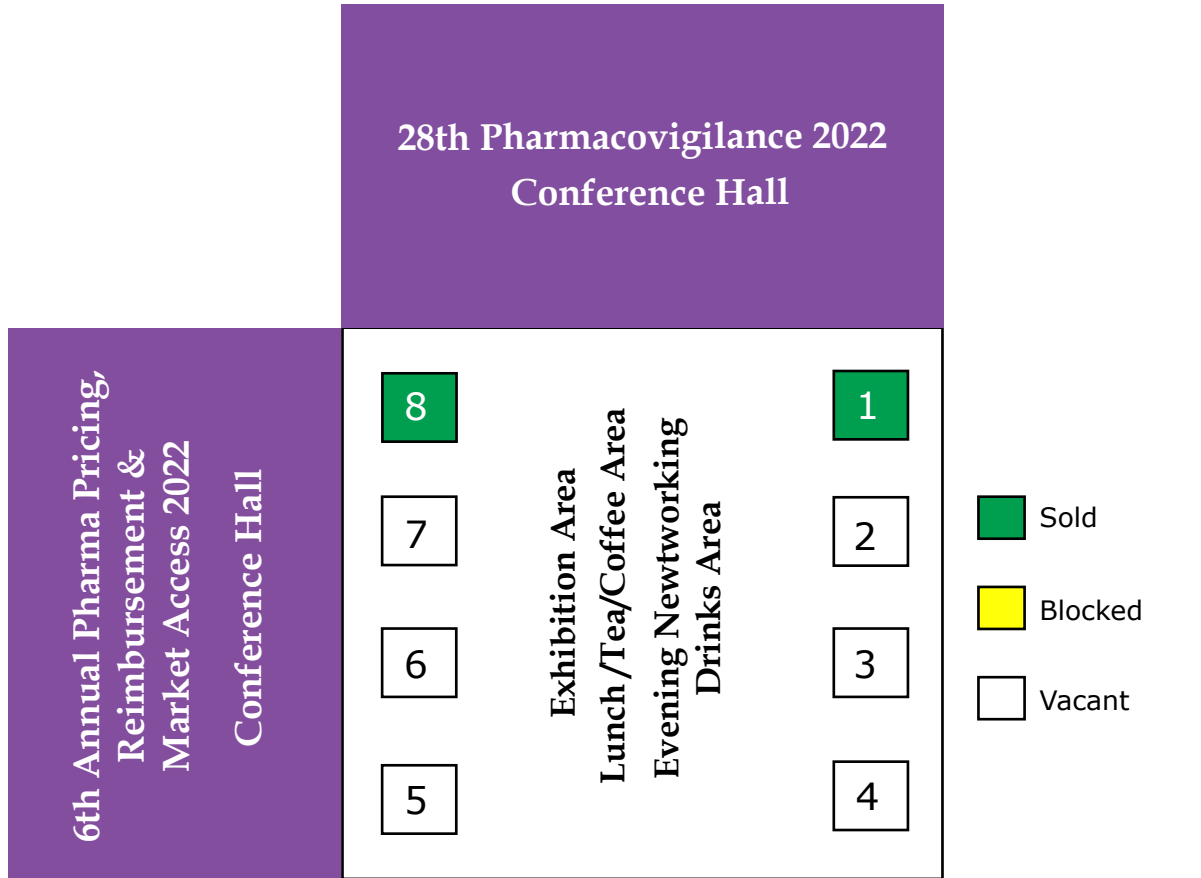 28th Pharmacovigilance 2022
Conference Hall
6th Annual Pharma Pricing,
Reimbursement &
Market Access 2022
Conference Hall
8
7
6
5
Exhibition Area
Lunch /Tea/Coffee Area
Evening Newtworking
Drinks Area
1
2
3
4
Sold
Blocked
Vacant